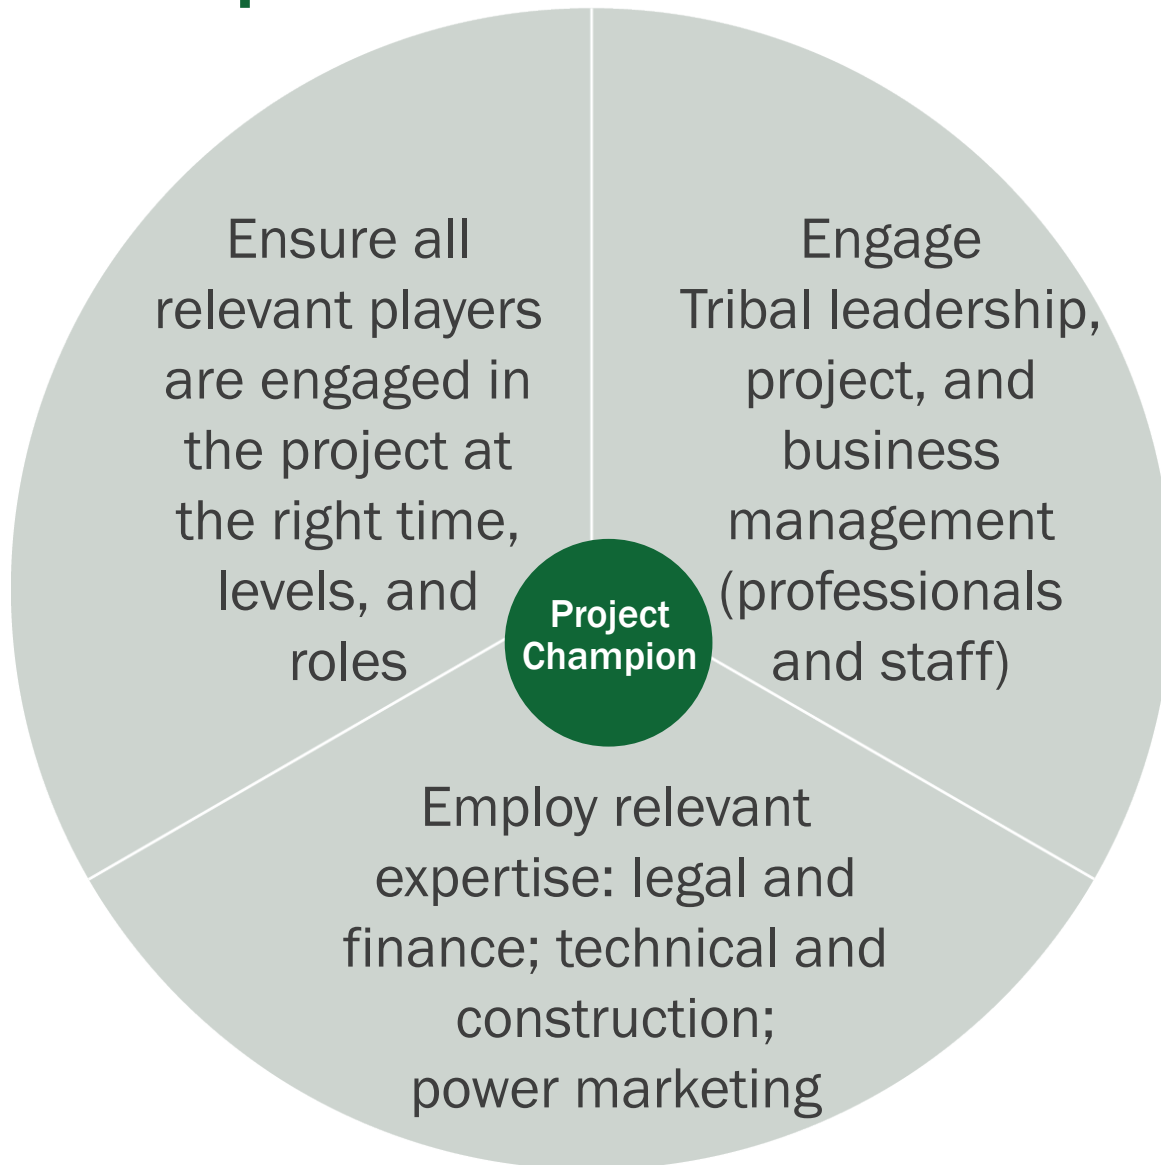 Ensure all
relevant players
are engaged in
the project at
the right time,
levels, and
roles
Engage
Tribal leadership,
project, and
business
management
(professionals
and staff)
Project
Champion
Employ relevant
expertise: legal and
finance; technical and
construction;
power marketing